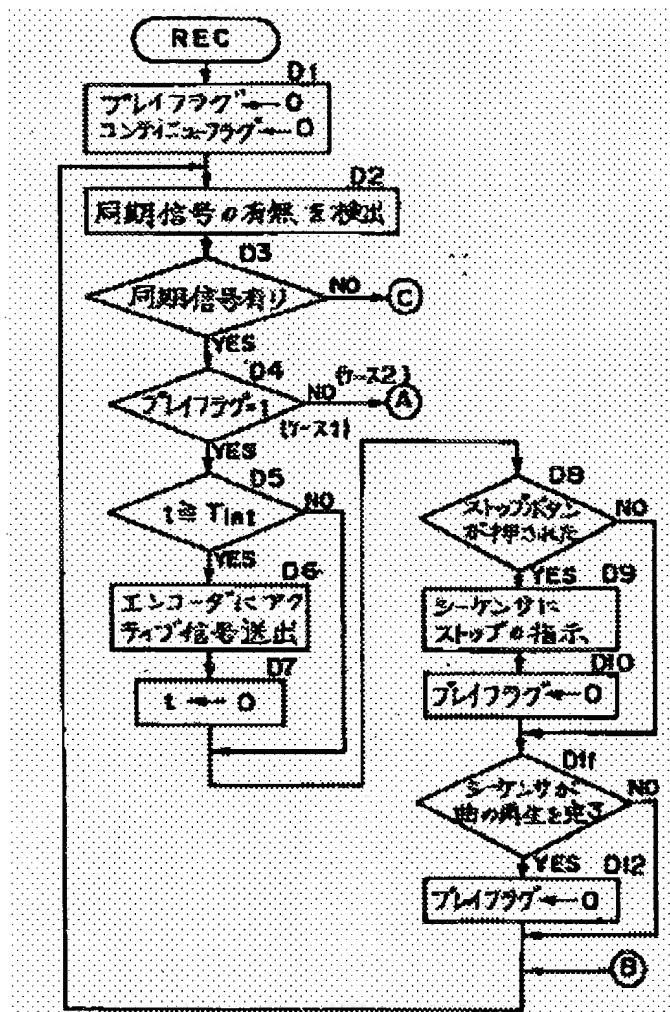 REC
D1
プレイフラグ←0
コンティニューフラグ←0
D2
同期信号の有無を検出
D3
同期信号有り
NO
C
YES
D4
プレイフラグ=1
NO
(ケース2)
A
(ケース1)
YES
D5
t≧Tint
NO
YES
D6
エンコーダにアク
ティブ信号送出
D7
t←0
D8
ストップボタン
が押された
NO
YES
D9
シーケンサに
ストップの指示
D10
プレイフラグ←0
D11
シーケンサが
曲の再生を完了
NO
YES
D12
プレイフラグ←0
B